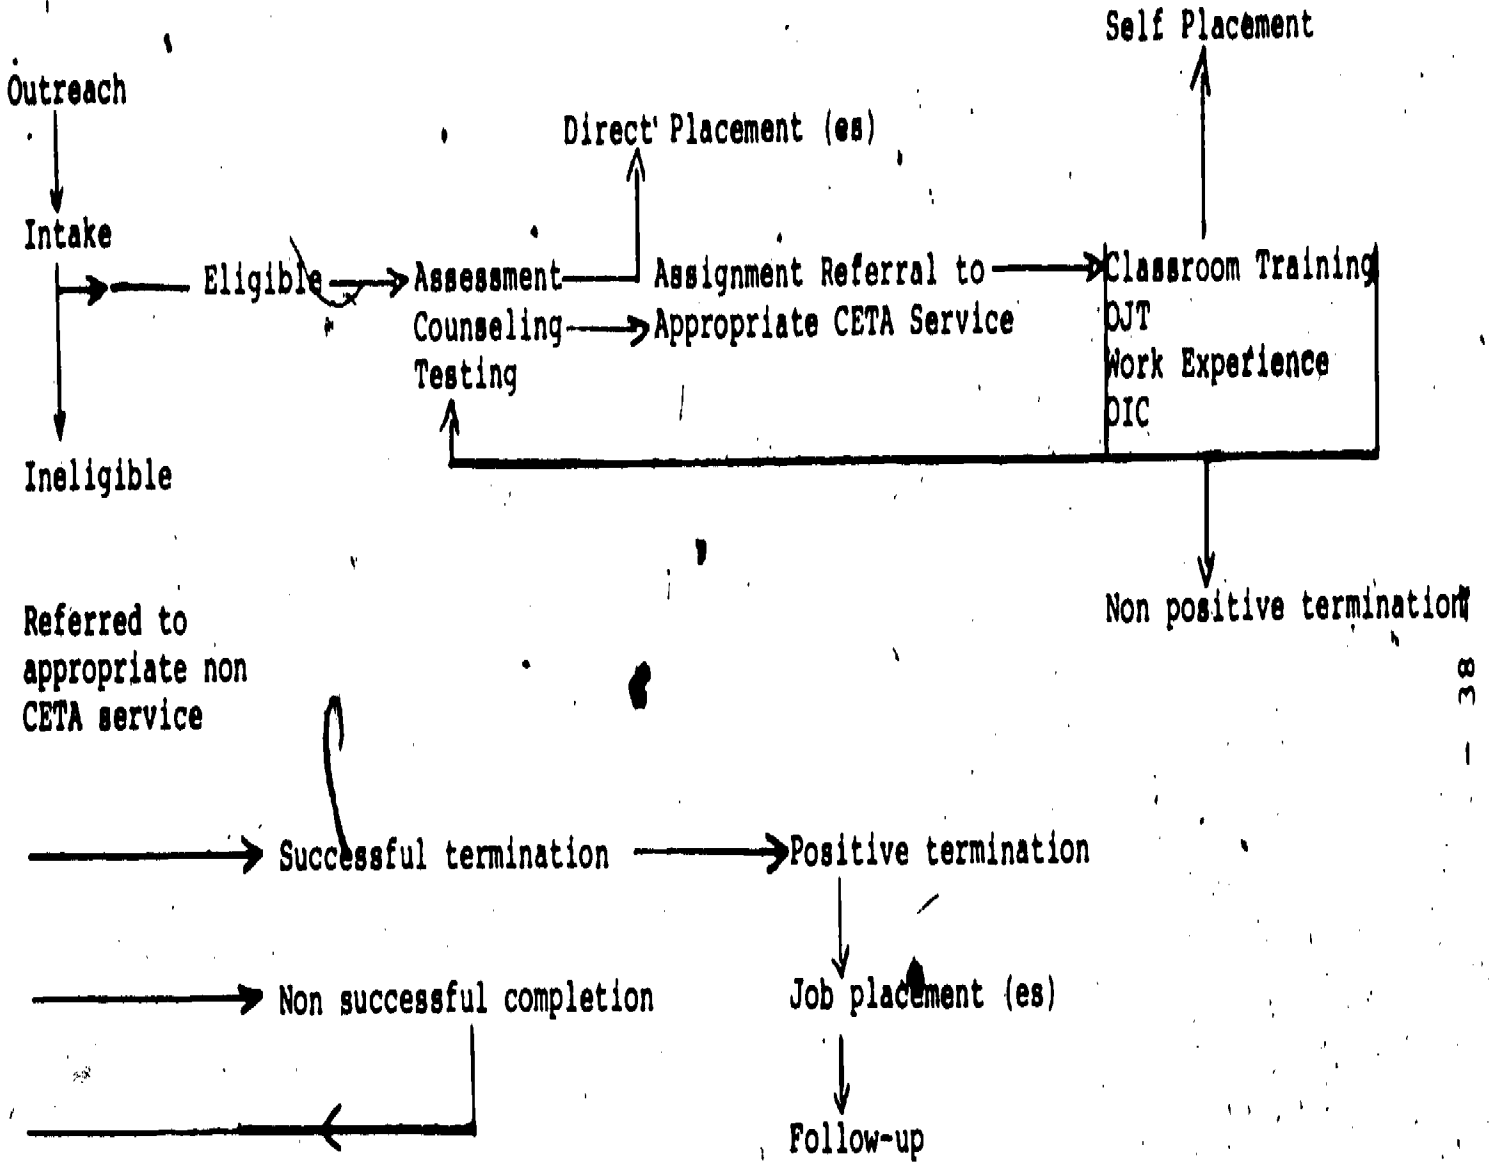 Self Placement
Outreach
Direct Placement (es)
Intake
Eligible
Assessment
Counseling
Testing
Assignment Referral to
Appropriate CETA Service
Classroom Training
OJT
Work Experience
OIC
Ineligible
Non positive termination
Referred to
appropriate non
CETA service
- 38
Successful termination
Positive termination
Non successful completion
Job placement (es)
Follow-up